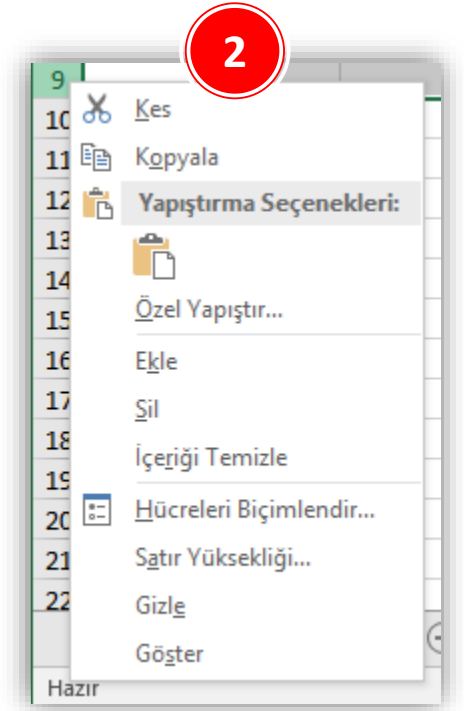 2
9
10
11
12
13
14
15
16
17
18
19
20
21
22
Kes
Kopyala
Yapıştırma Seçenekleri:
Özel Yapıştır...
Ekle
Sil
İçeriği Temizle
Hücreleri Biçimlendir...
Satır Yüksekliği...
Gizle
Göster
Hazır